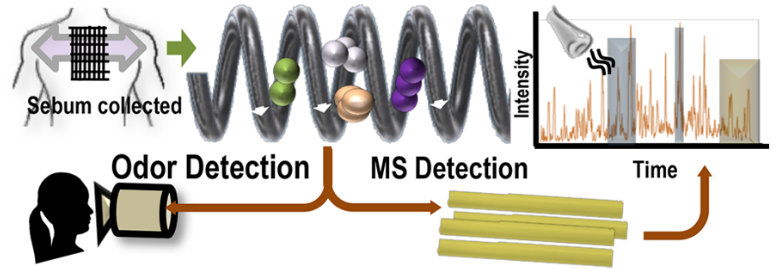 Sebum collected
Intensity
Odor Detection
MS Detection
Time